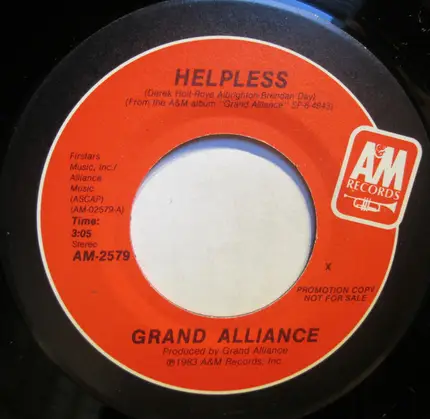 HELPLESS
(Derek Holt-Roye Albrighton-Brendan Day)
(From the A&M album "Grand Alliance" SP-6-4943)
Firstars
Music, Inc./
Alliance
Music
(ASCAP)
(AM-02579-A)
Time:
3:05
Stereo
AM-2579
A&M
RECORDS
X
PROMOTION COPY
NOT FOR SALE
GRAND ALLIANCE
Produced by Grand Alliance
℗1983 A&M Records, Inc.